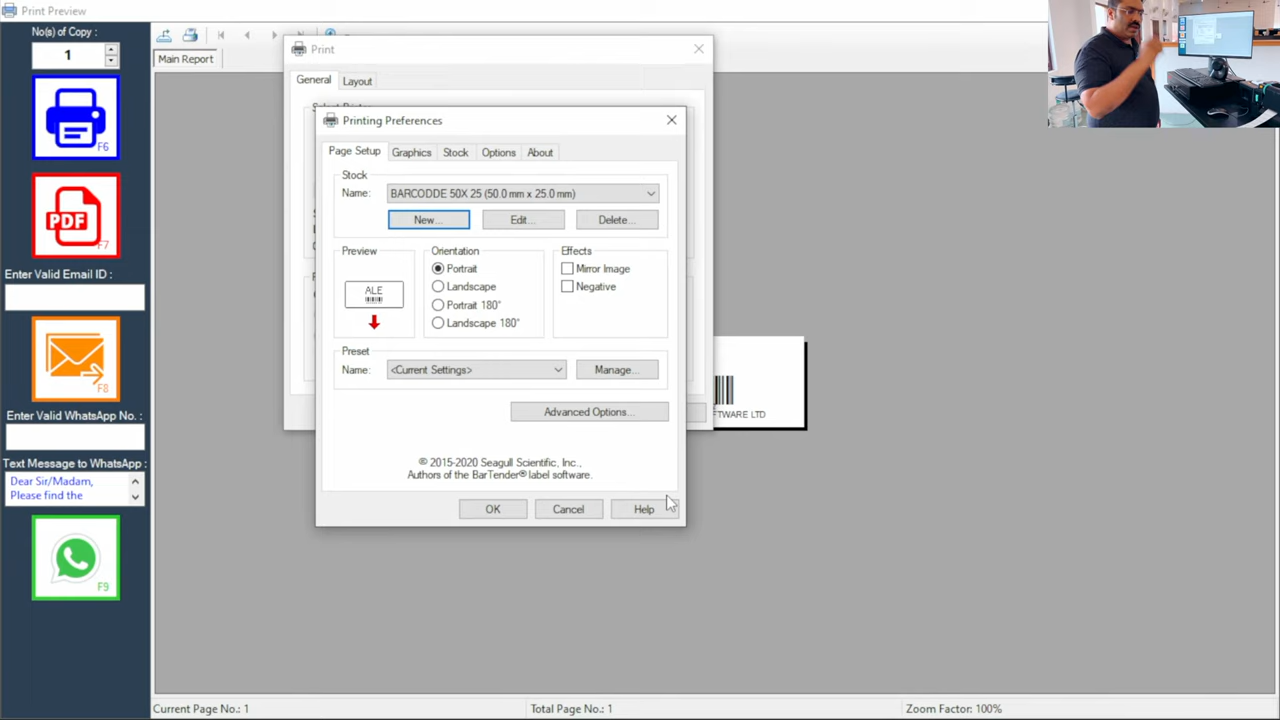 Print Preview
No(s) of Copy :
1
F6
PDF
F7
Enter Valid Email ID :
F8
Enter Valid WhatsApp No. :
Text Message to WhatsApp :
Dear Sir/Madam,
Please find the
F9
Main Report
Print
General
Layout
Printing Preferences
Page Setup
Graphics
Stock
Options
About
Stock
Name:
BARCODDE 50X 25 (50.0 mm x 25.0 mm)
New...
Edit...
Delete...
Preview
ALE
Orientation
Portrait
Landscape
Portrait 180°
Landscape 180°
Effects
Mirror Image
Negative
Preset
Name:
<Current Settings>
Manage...
Advanced Options...
© 2015-2020 Seagull Scientific, Inc.,
Authors of the BarTender® label software.
OK
Cancel
Help
FTWARE LTD
Current Page No.: 1
Total Page No.: 1
Zoom Factor: 100%